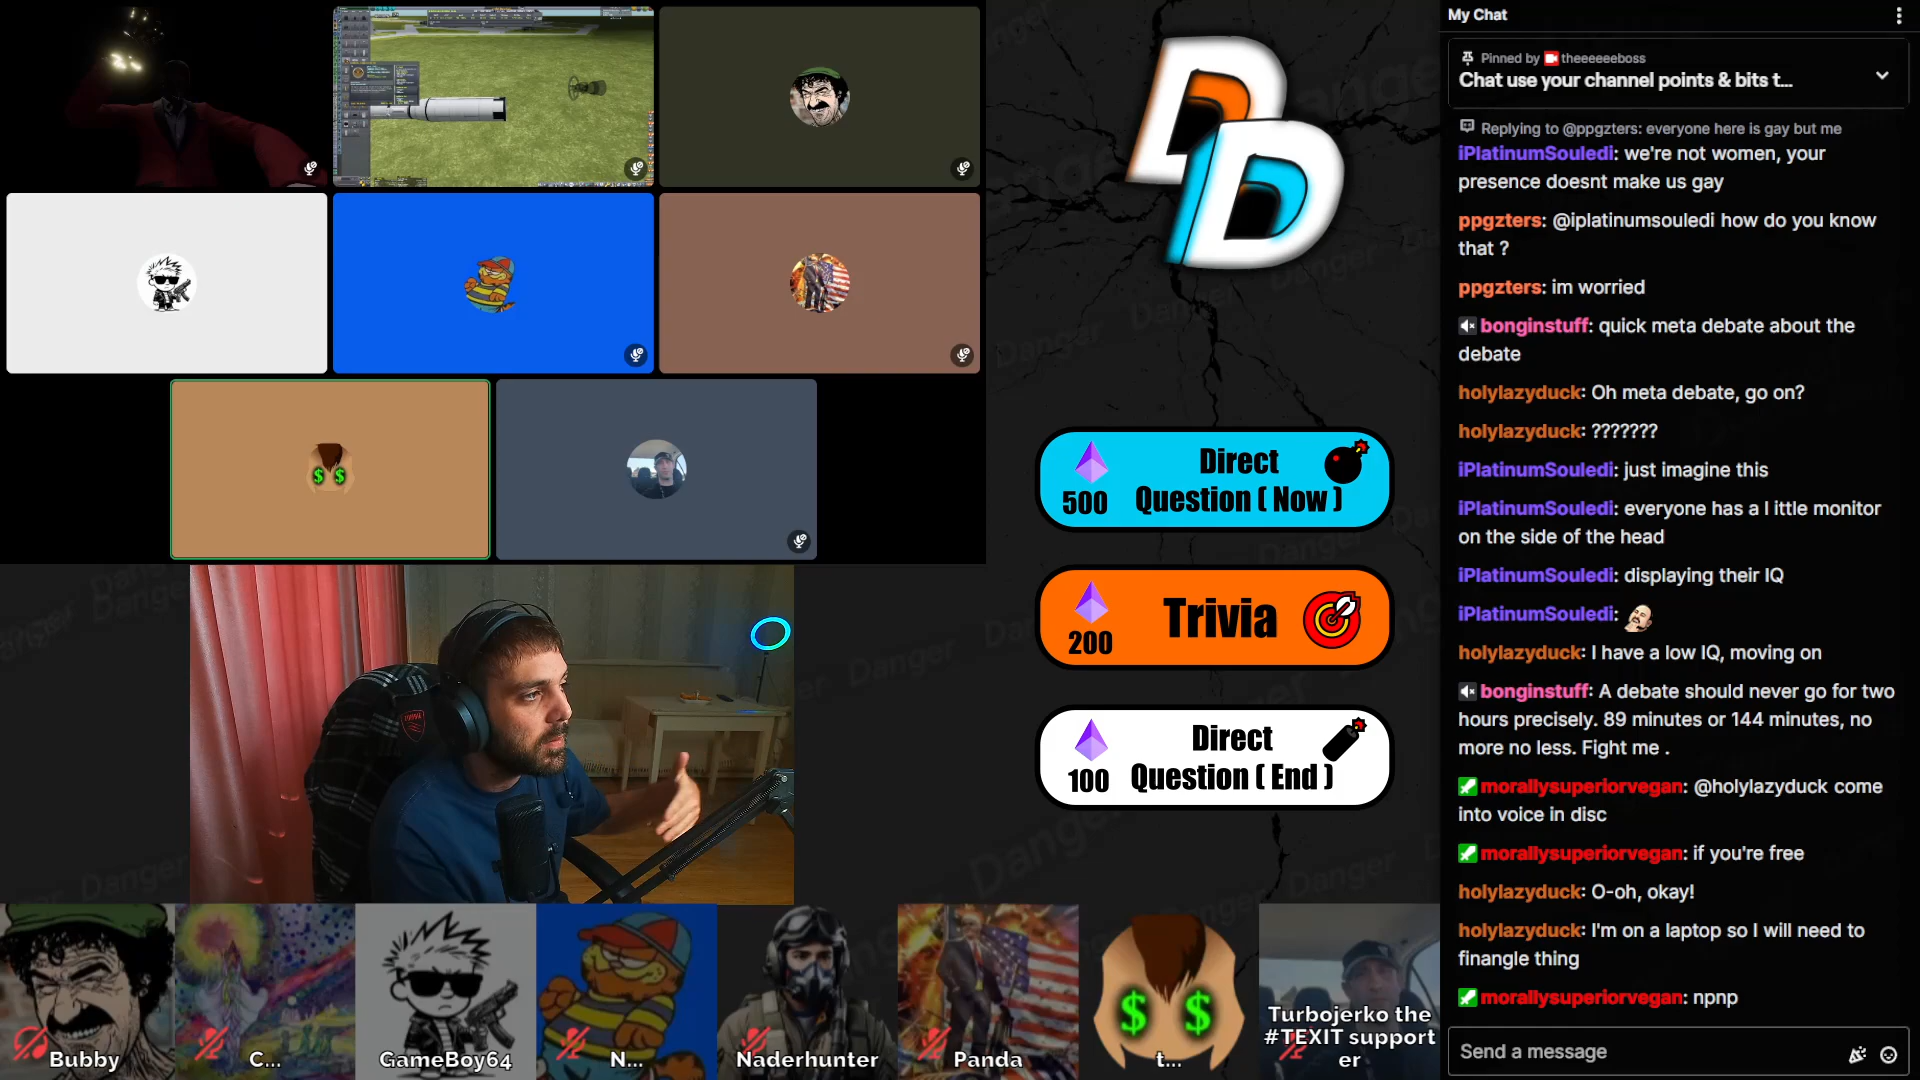 My Chat
Pinned by theeeeeeboss
Chat use your channel points & bits t...
Replying to @ppgzters: everyone here is gay but me
iPlatinumSouledi: we're not women, your
presence doesnt make us gay
ppgzters: @iplatinumsouledi how do you know
that ?
ppgzters: im worried
bonginstuff: quick meta debate about the
debate
holylazyduck: Oh meta debate, go on?
holylazyduck: ???????
iPlatinumSouledi: just imagine this
iPlatinumSouledi: everyone has a l ittle monitor
on the side of the head
iPlatinumSouledi: displaying their IQ
iPlatinumSouledi:
holylazyduck: I have a low IQ, moving on
bonginstuff: A debate should never go for two
hours precisely. 89 minutes or 144 minutes, no
more no less. Fight me .
morallysuperiorvegan: @holylazyduck come
into voice in disc
morallysuperiorvegan: if you're free
holylazyduck: O-oh, okay!
holylazyduck: I'm on a laptop so I will need to
finangle thing
morallysuperiorvegan: npnp
Send a message
DD
500
Direct
Question ( Now )
200
Trivia
100
Direct
Question ( End )
Danger
Bubby
C...
GameBoy64
N...
Naderhunter
Panda
t...
Turbojerko the
#TEXIT support
er